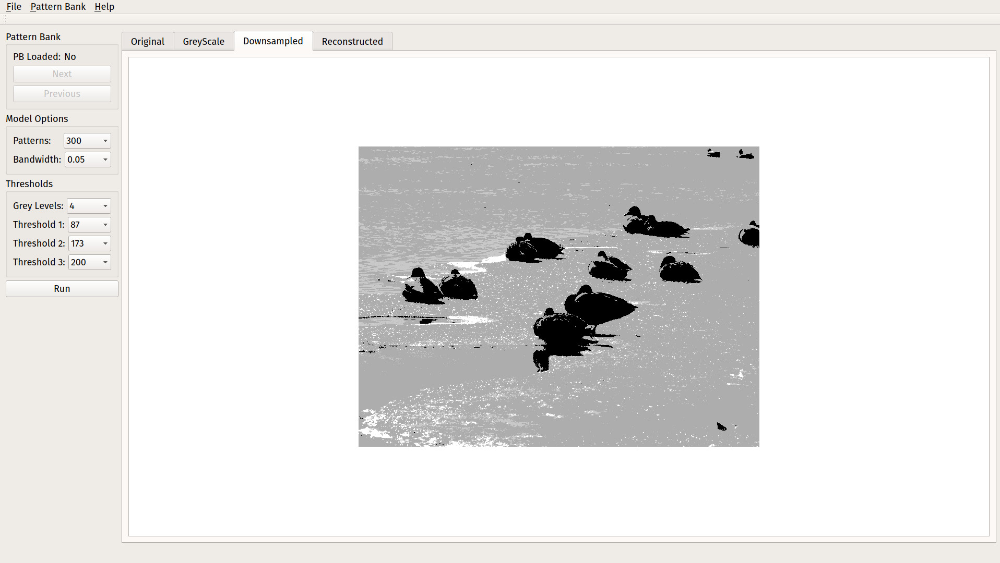 File Pattern Bank Help
Pattern Bank
PB Loaded: No
Next
Previous
Model Options
Patterns: 300
Bandwidth: 0.05
Thresholds
Grey Levels: 4
Threshold 1: 87
Threshold 2: 173
Threshold 3: 200
Run
Original GreyScale Downsampled Reconstructed